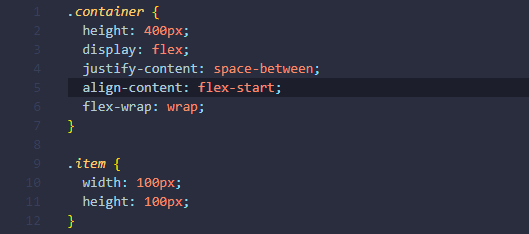 1 .container {
2 height: 400px;
3 display: flex;
4 justify-content: space-between;
5 align-content: flex-start;
6 flex-wrap: wrap;
7 }
8
9 .item {
10 width: 100px;
11 height: 100px;
12 }